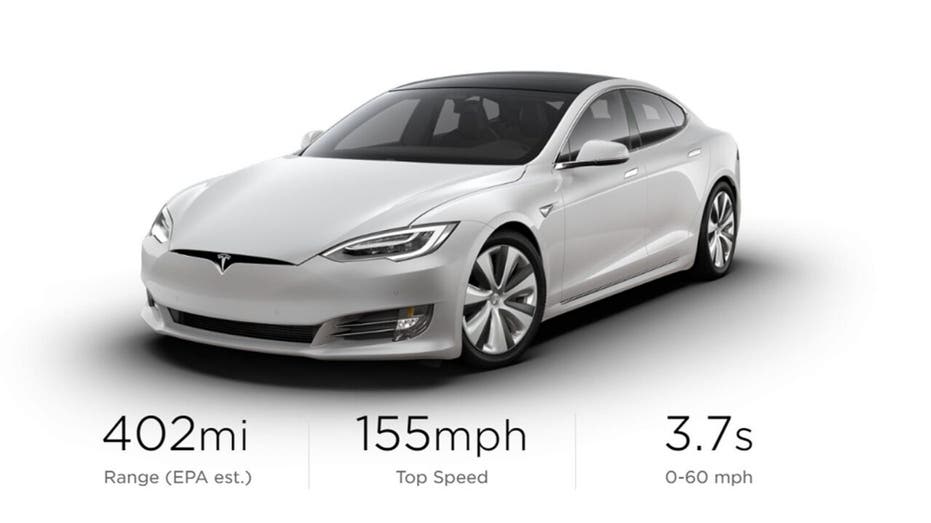 402mi
155mph
3.7s
Range (EPA est.)
Top Speed
0-60 mph